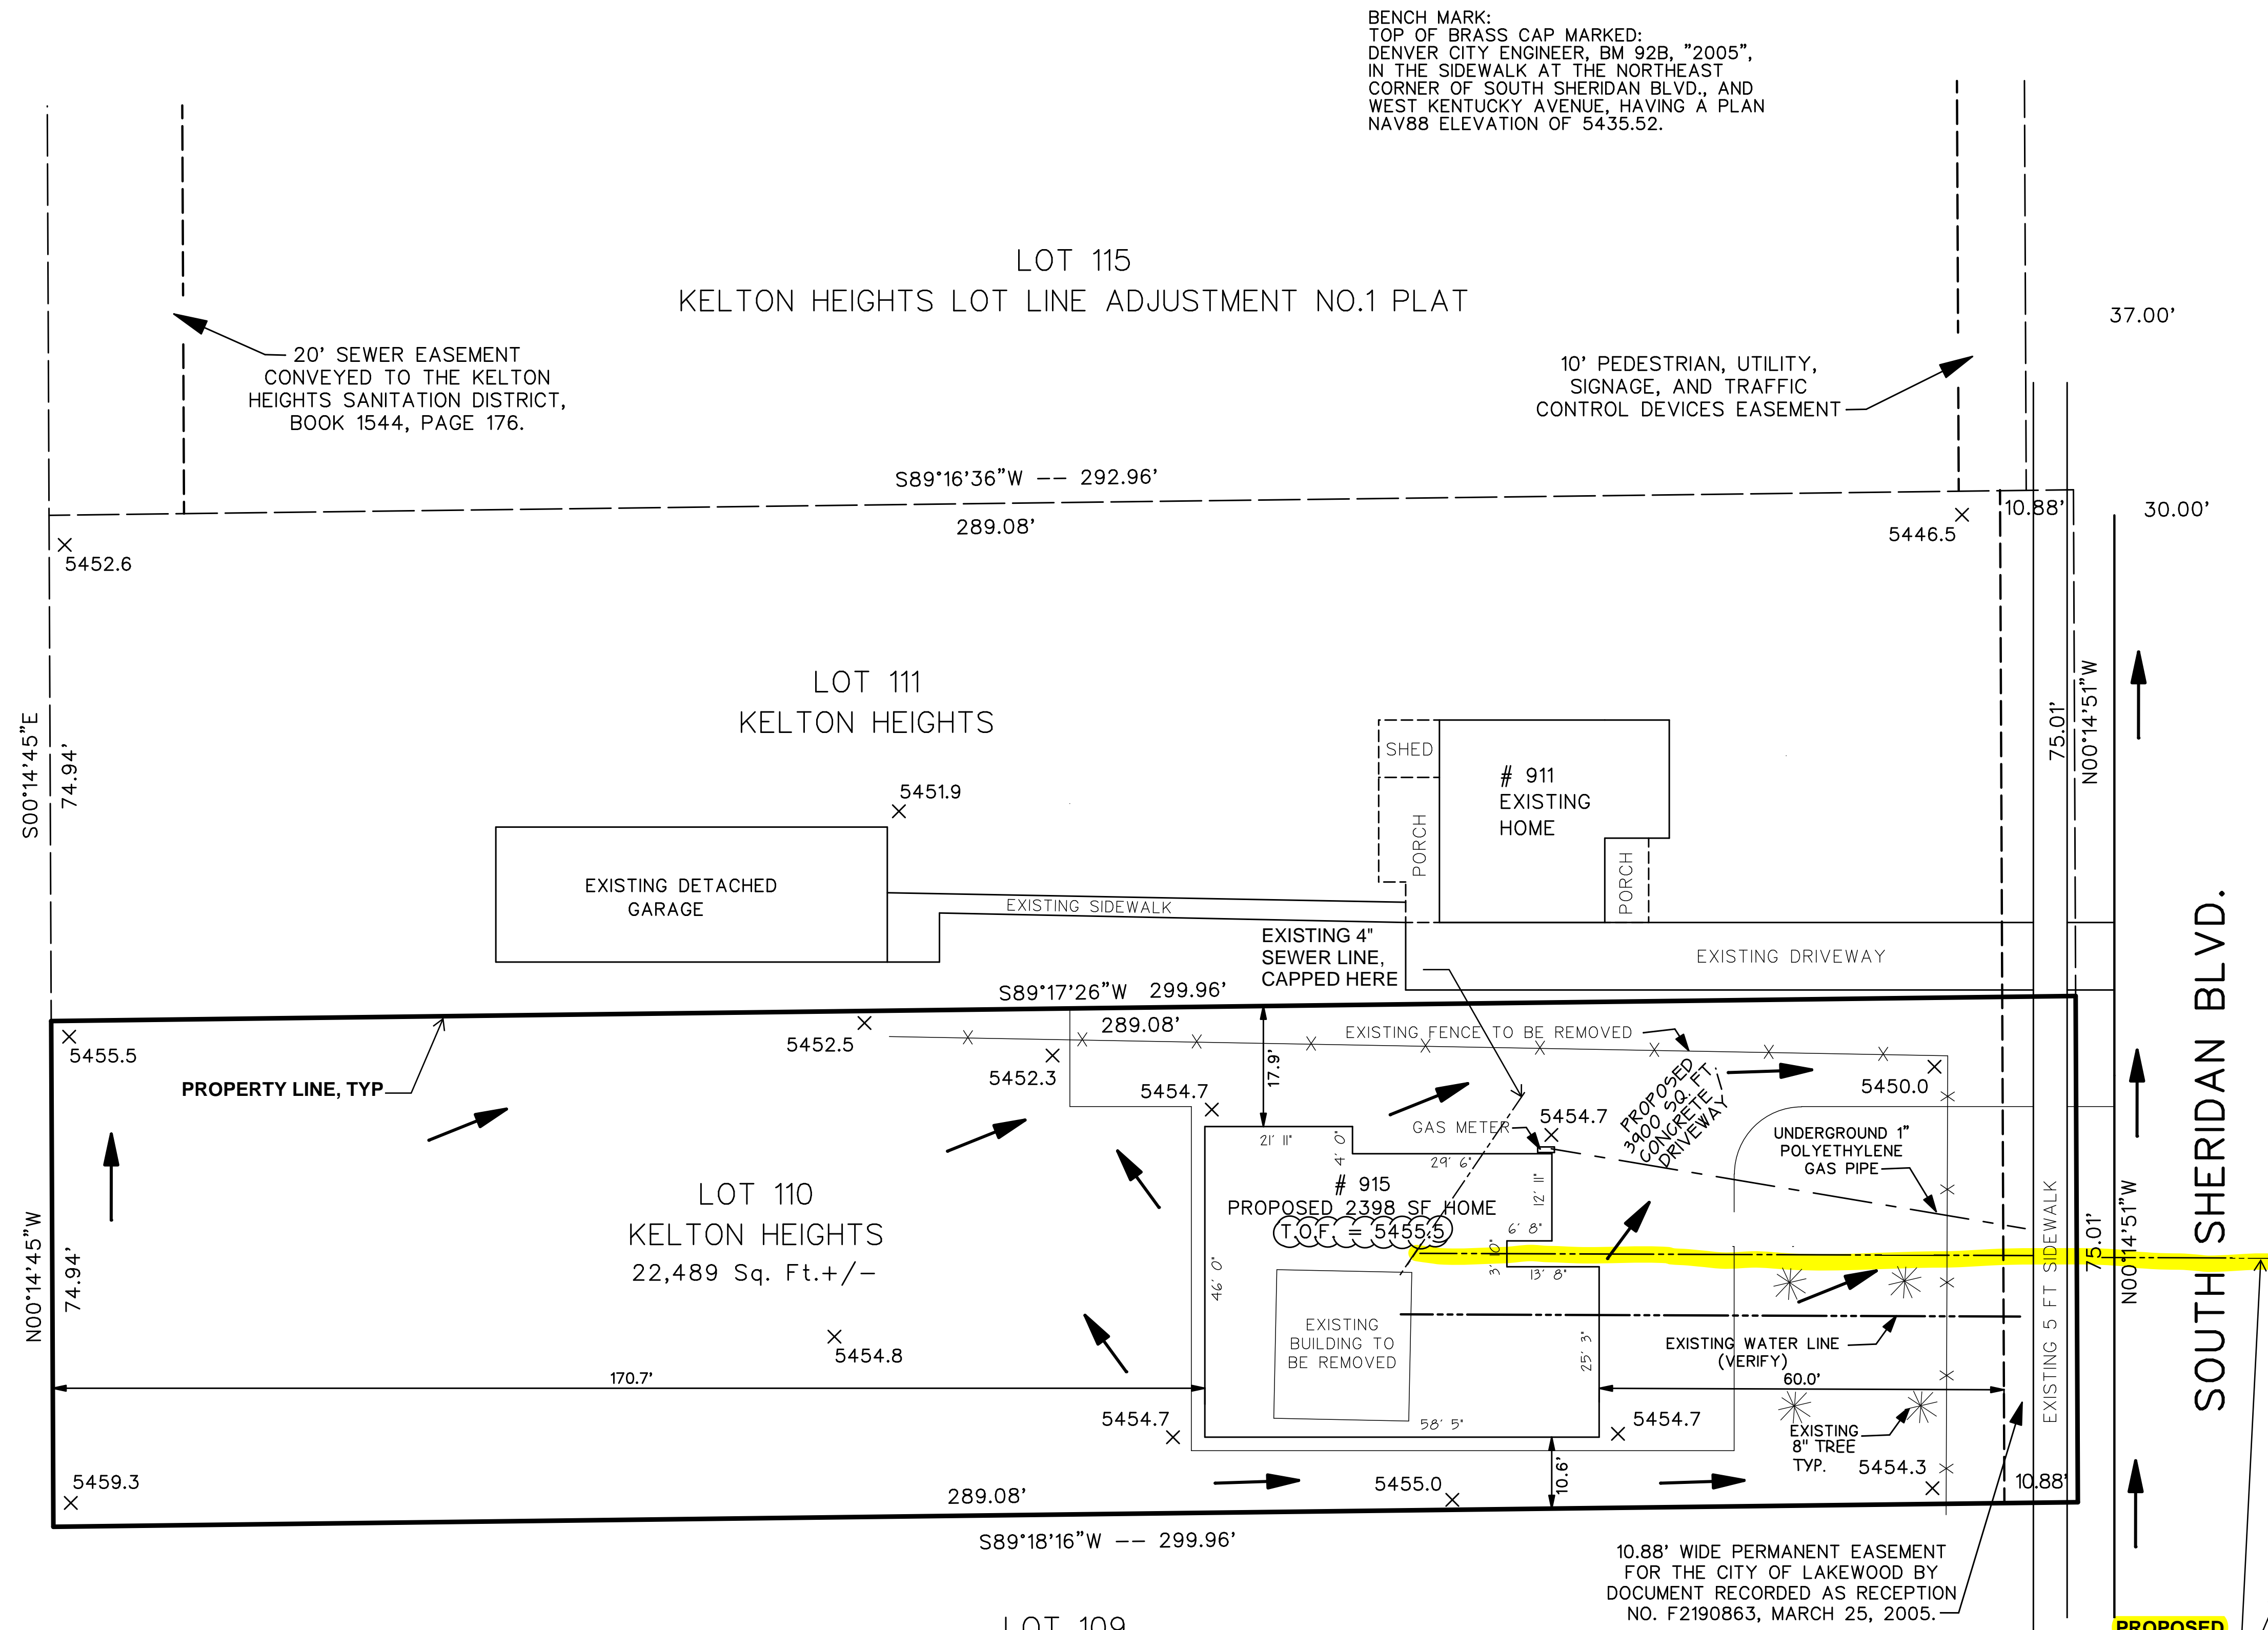 BENCH MARK:
TOP OF BRASS CAP MARKED:
DENVER CITY ENGINEER, BM 92B, "2005",
IN THE SIDEWALK AT THE NORTHEAST
CORNER OF SOUTH SHERIDAN BLVD., AND
WEST KENTUCKY AVENUE, HAVING A PLAN
NAV88 ELEVATION OF 5435.52.
LOT 115
KELTON HEIGHTS LOT LINE ADJUSTMENT NO.1 PLAT
37.00'
20' SEWER EASEMENT
CONVEYED TO THE KELTON
HEIGHTS SANITATION DISTRICT,
BOOK 1544, PAGE 176.
10' PEDESTRIAN, UTILITY,
SIGNAGE, AND TRAFFIC
CONTROL DEVICES EASEMENT
S89°16'36"W -- 292.96'
289.08'
10.88'
30.00'
5446.5
5452.6
LOT 111
KELTON HEIGHTS
S00°14'45"E
74.94'
75.01'
N00°14'51"W
SHED
PORCH
# 911
EXISTING
HOME
PORCH
5451.9
EXISTING DETACHED
GARAGE
EXISTING SIDEWALK
EXISTING DRIVEWAY
EXISTING 4"
SEWER LINE,
CAPPED HERE
SOUTH SHERIDAN BLVD.
S89°17'26"W 299.96'
289.08'
5455.5
5452.5
5452.3
PROPERTY LINE, TYP
17.9'
EXISTING FENCE TO BE REMOVED
5454.7
5450.0
5454.7
PROPOSED
3900 SQ. FT.
CONCRETE /
DRIVEWAY
GAS METER
UNDERGROUND 1"
POLYETHYLENE
GAS PIPE
21' 11"
4' 0"
29' 6"
12' 11"
6' 8"
3' 10"
13' 8"
46' 0"
25' 3"
58' 5"
# 915
PROPOSED 2398 SF HOME
T.O.F. = 5455.5
LOT 110
KELTON HEIGHTS
22,489 Sq. Ft.+/-
N00°14'45"W
74.94'
EXISTING 5 FT SIDEWALK
75.01'
N00°14'51"W
EXISTING
BUILDING TO
BE REMOVED
EXISTING WATER LINE
(VERIFY)
5454.8
170.7'
60.0'
5454.7
5454.7
EXISTING
8" TREE
TYP.
5454.3
5459.3
5455.0
10.6'
10.88'
289.08'
S89°18'16"W -- 299.96'
10.88' WIDE PERMANENT EASEMENT
FOR THE CITY OF LAKEWOOD BY
DOCUMENT RECORDED AS RECEPTION
NO. F2190863, MARCH 25, 2005.
LOT 109
PROPOSED